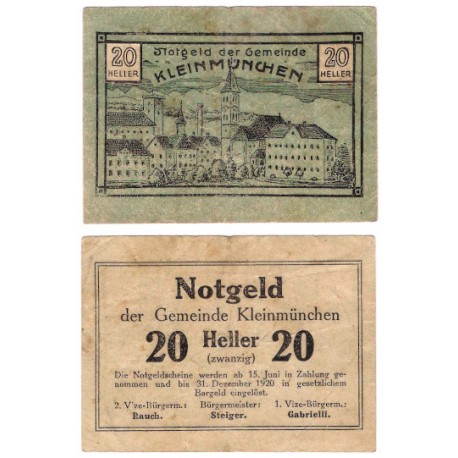 20 HELLER
Notgeld der Gemeinde
KLEINMÜNCHEN
20 HELLER
Notgeld
der Gemeinde Kleinmünchen
20 Heller 20
(zwanzig)
Die Notgeldscheine werden ab 15. Juni in Zahlung ge-
nommen und bis 31. Dezember 1920 in gesetzlichem
Bargeld eingelöst.
2. Vize-Bürgerm.: Bürgermeister: 1. Vize-Bürgerm.:
Rauch. Steiger. Gabrielli.